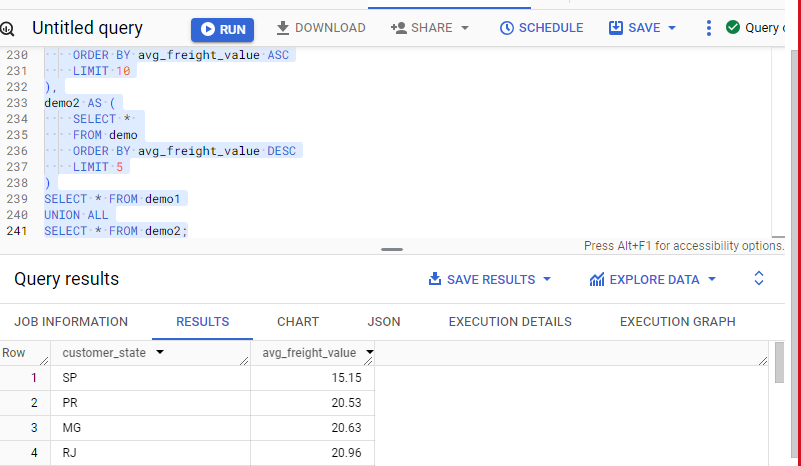 Untitled query RUN DOWNLOAD SHARE SCHEDULE SAVE Query
230 ORDER BY avg_freight_value ASC
231 LIMIT 10
232 ),
233 demo2 AS (
234 SELECT *
235 FROM demo
236 ORDER BY avg_freight_value DESC
237 LIMIT 5
238 )
239 SELECT * FROM demo1
240 UNION ALL
241 SELECT * FROM demo2;
Press Alt+F1 for accessibility options.
Query results SAVE RESULTS EXPLORE DATA
JOB INFORMATION RESULTS CHART JSON EXECUTION DETAILS EXECUTION GRAPH
Row customer_state avg_freight_value
1 SP 15.15
2 PR 20.53
3 MG 20.63
4 RJ 20.96